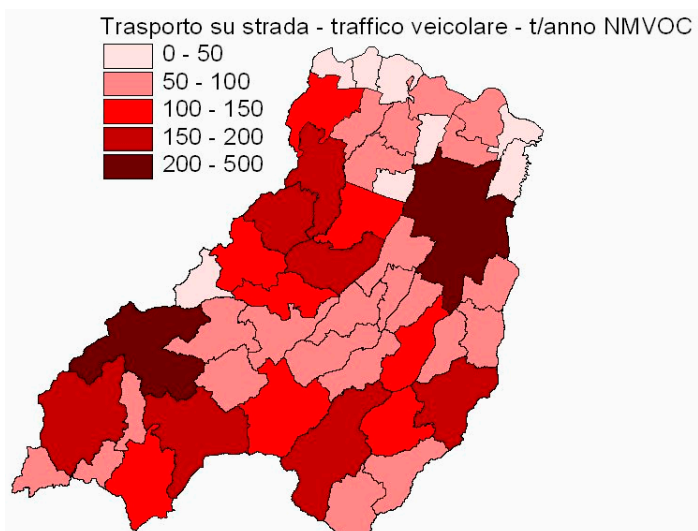 Trasporto su strada - traffico veicolare - t/anno NMVOC
0 - 50
50 - 100
100 - 150
150 - 200
200 - 500